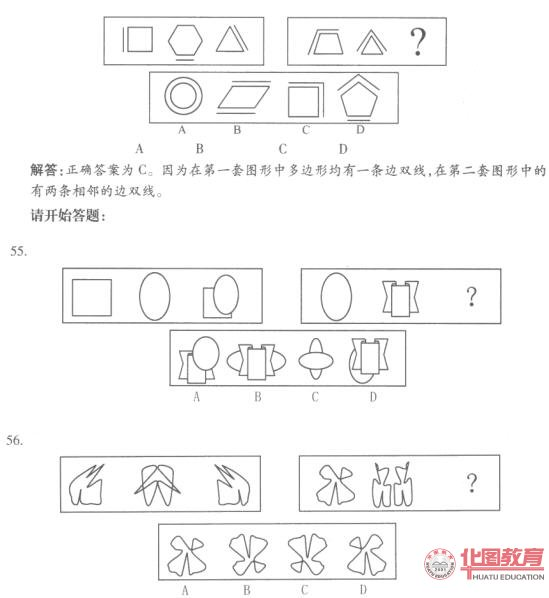 ?
A B C D
A B C D
解答:正确答案为 C。因为在第一套图形中多边形均有一条边双线,在第二套图形中的
有两条相邻的边双线。
请开始答题:
55.
?
A B C D
56.
?
A B C D
化图教育
HUATU EDUCATION